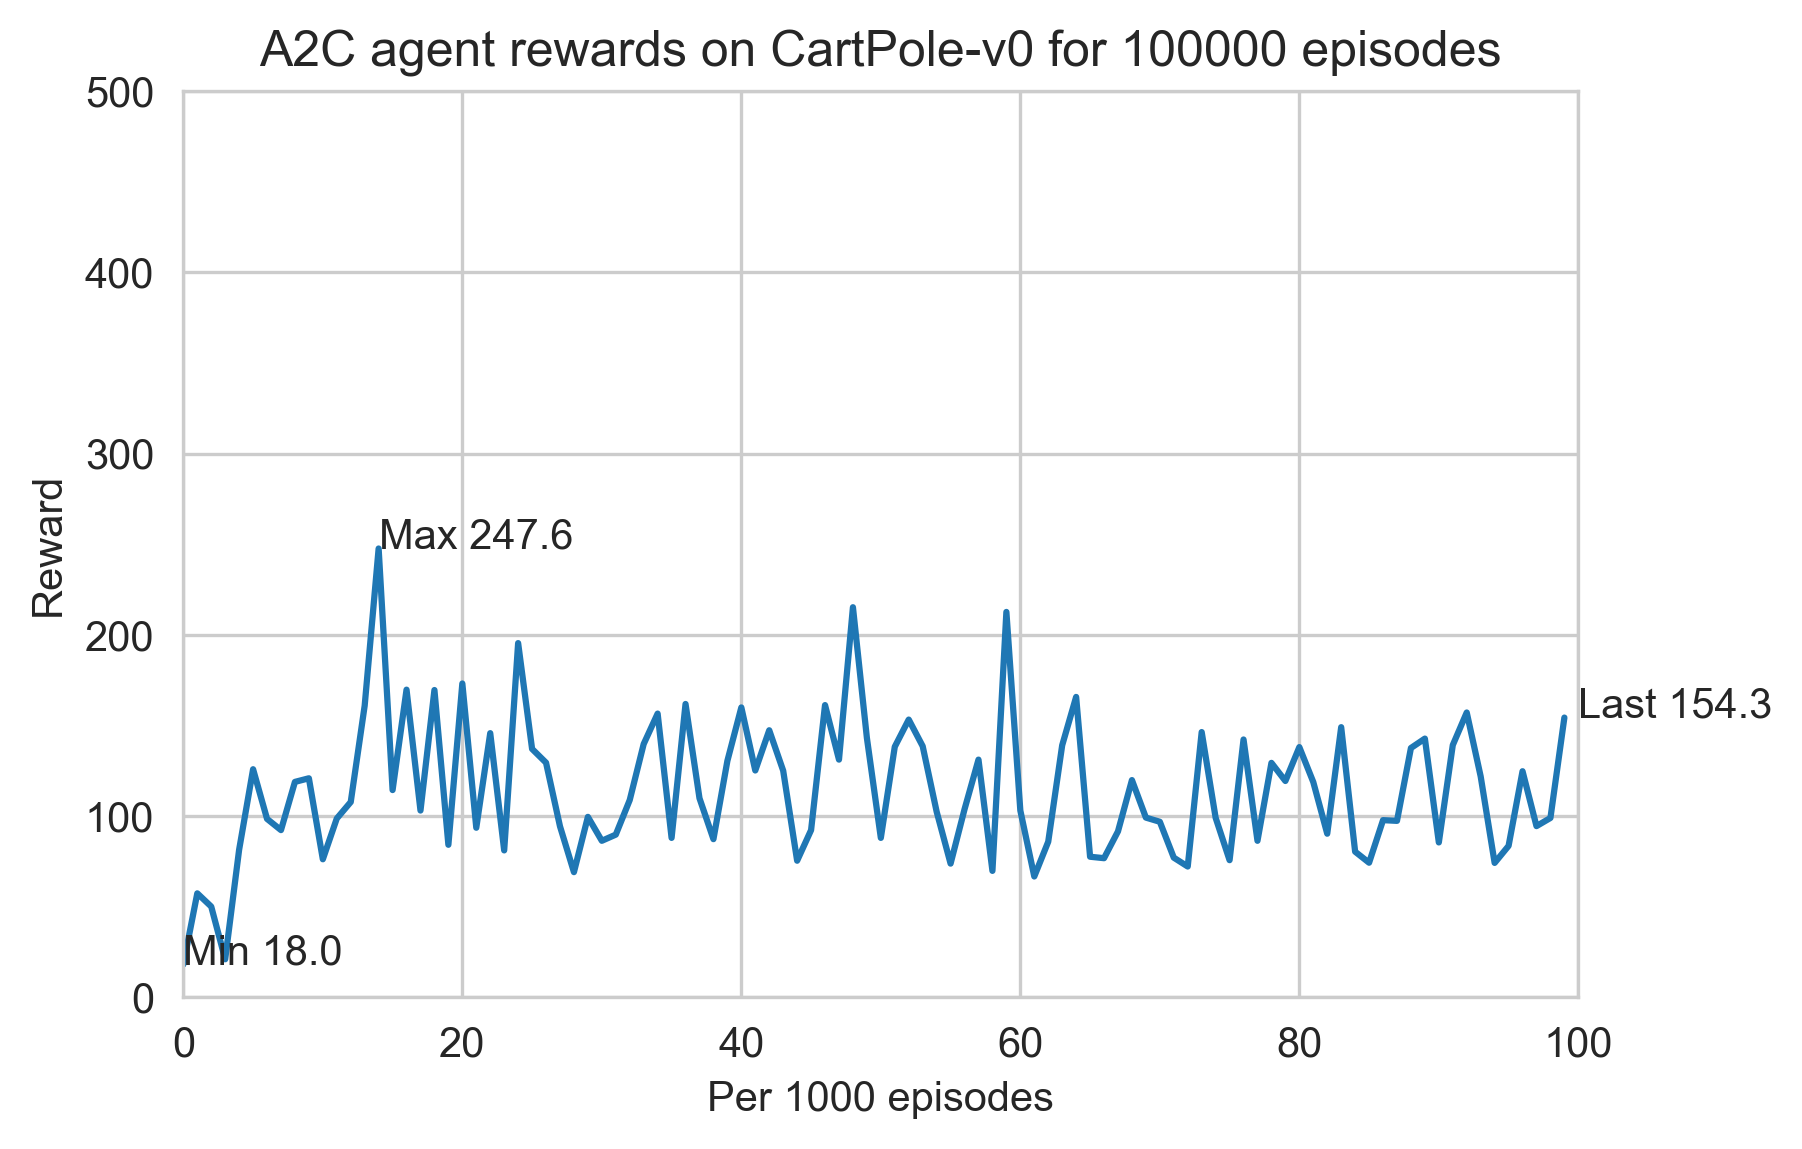 A2C agent rewards on CartPole-v0 for 100000 episodes
500
400
300
200
100
0
Reward
Max 247.6
Last 154.3
Min 18.0
0 20 40 60 80 100
Per 1000 episodes